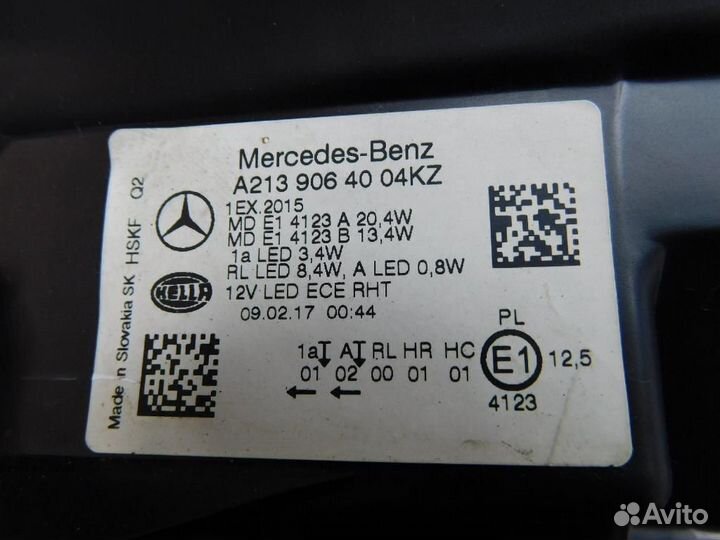 Mercedes-Benz
A213 906 40 04KZ
1EX.2015
MD E1 4123 A 20,4W
MD E1 4123 B 13,4W
1a LED 3,4W
RL LED 8,4W, A LED 0,8W
12V LED ECE RHT
09.02.17 00:44
HELLA
Made in Slovakia SK HSKF Q2
1a A RL HR HC
01 02 00 01 01
PL
E1 12,5
4123
Avito